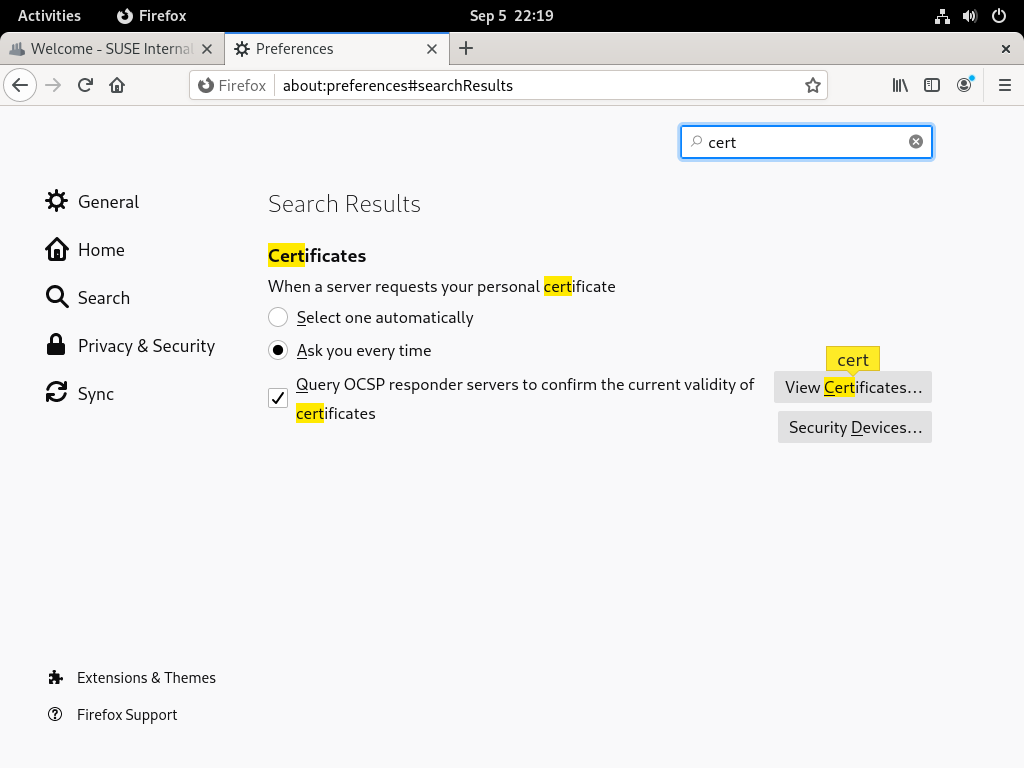 Activities
Firefox
Sep 5 22:19
Welcome - SUSE Interna
Preferences
Firefox
about:preferences#searchResults
cert
General
Home
Search
Privacy & Security
Sync
Extensions & Themes
Firefox Support
Search Results
Certificates
When a server requests your personal certificate
Select one automatically
Ask you every time
Query OCSP responder servers to confirm the current validity of
certificates
cert
View Certificates…
Security Devices…